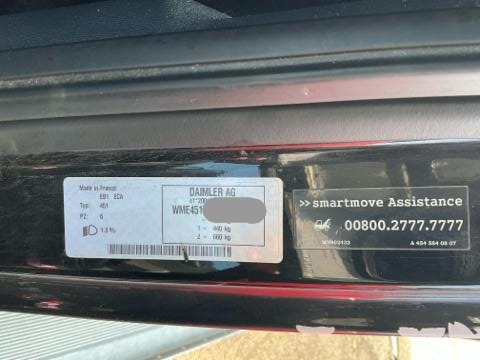 Made in France
EB1 ECA
Typ: 451
PZ: 5
1.3 %
DAIMLER AG
WME451
1 – 440 kg
2 – 660 kg
>> smartmove Assistance
00800.2777.7777
A 454 584 08 07